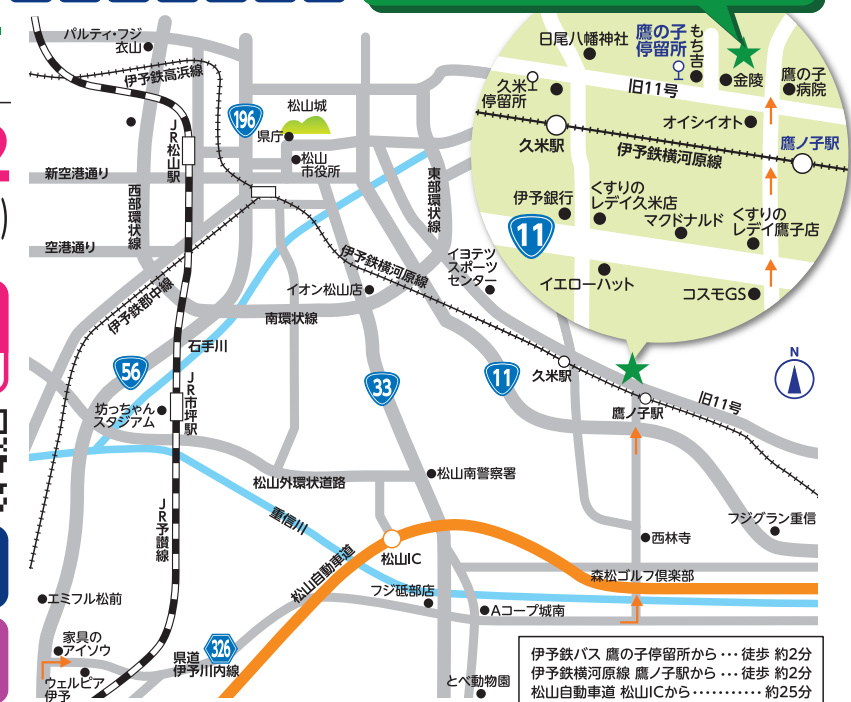 パルティ・フジ
衣山
伊予鉄高浜線
196
松山城
県庁
松山
市役所
JR松山駅
新空港通り
西部環状線
空港通り
東部環状線
伊予鉄郡中線
伊予鉄横河原線
イヨテツ
スポーツ
センター
イオン松山店
南環状線
石手川
56
33
11
久米駅
鷹ノ子駅
旧11号
N
坊っちゃん
スタジアム
JR市坪駅
松山外環状道路
松山南警察署
重信川
JR予讃線
松山自動車道
松山IC
西林寺
フジグラン重信
森松ゴルフ倶楽部
フジ砥部店
Aコープ城南
エミフル松前
家具の
アイソウ
ウェルピア
伊予
県道
伊予川内線
326
とべ動物園
日尾八幡神社
鷹の子
停留所
もち吉
金陵
鷹の子
病院
久米
停留所
旧11号
オイシイオト
久米駅
伊予鉄横河原線
鷹ノ子駅
伊予銀行
くすりの
レデイ久米店
マクドナルド
くすりの
レデイ鷹子店
11
イエローハット
コスモGS
伊予鉄バス 鷹の子停留所から…徒歩 約2分
伊予鉄横河原線 鷹ノ子駅から…徒歩 約2分
松山自動車道 松山ICから…………約25分